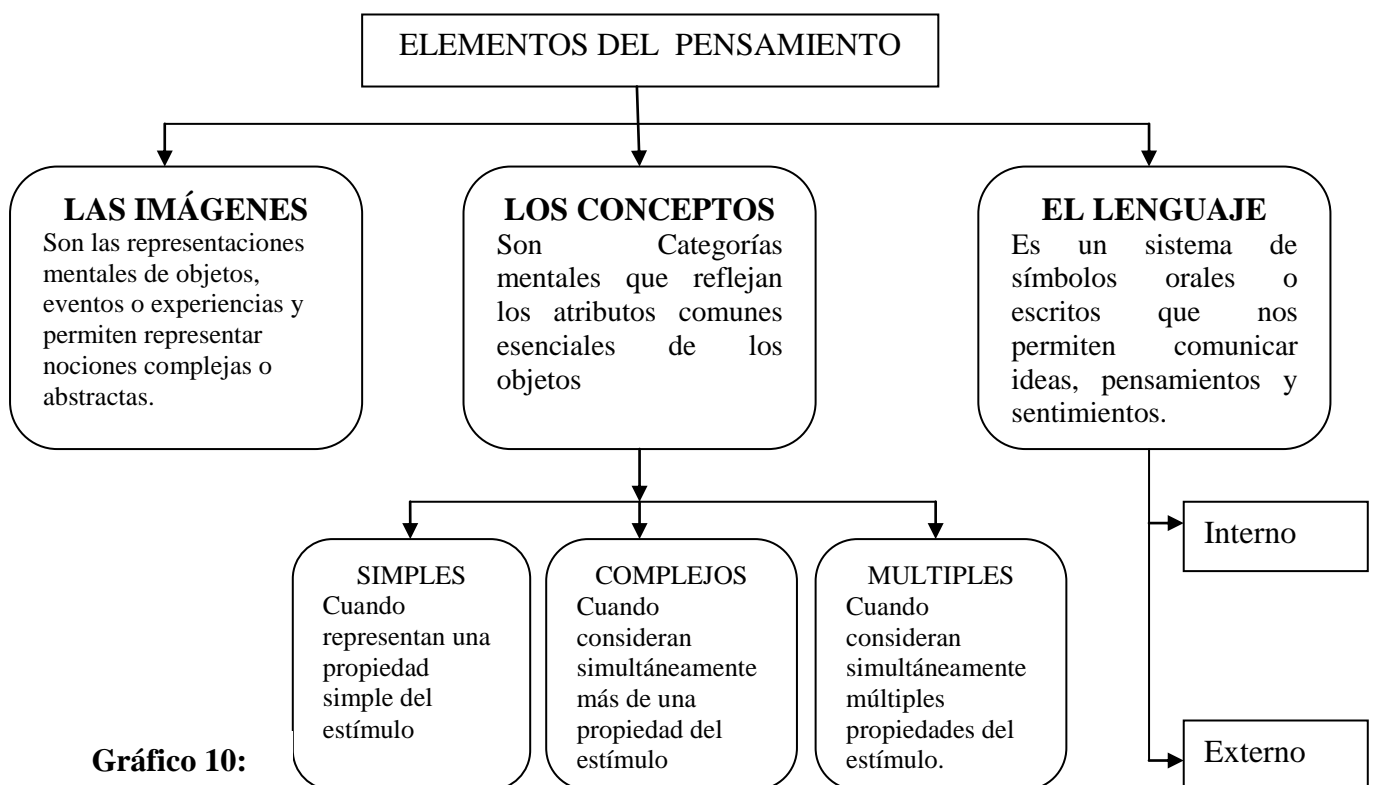 ELEMENTOS DEL PENSAMIENTO
LAS IMÁGENES
Son las representaciones
mentales de objetos,
eventos o experiencias y
permiten representar
nociones complejas o
abstractas.
LOS CONCEPTOS
Son Categorías
mentales que reflejan
los atributos comunes
esenciales de los
objetos
EL LENGUAJE
Es un sistema de
símbolos orales o
escritos que nos
permiten comunicar
ideas, pensamientos y
sentimientos.
SIMPLES
Cuando
representan una
propiedad
simple del
estímulo
COMPLEJOS
Cuando
consideran
simultáneamente
más de una
propiedad del
estímulo
MULTIPLES
Cuando
consideran
simultáneamente
múltiples
propiedades del
estímulo.
Interno
Externo
Gráfico 10: